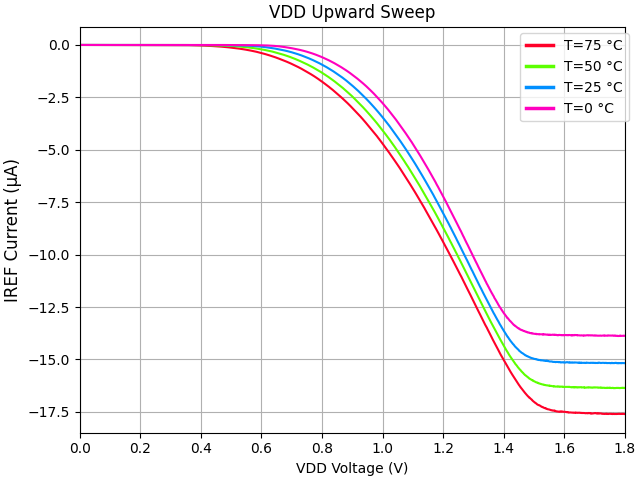 VDD Upward Sweep
IREF Current (μA)
0.0
−2.5
−5.0
−7.5
−10.0
−12.5
−15.0
−17.5
T=75 °C
T=50 °C
T=25 °C
T=0 °C
0.0 0.2 0.4 0.6 0.8 1.0 1.2 1.4 1.6 1.8
VDD Voltage (V)